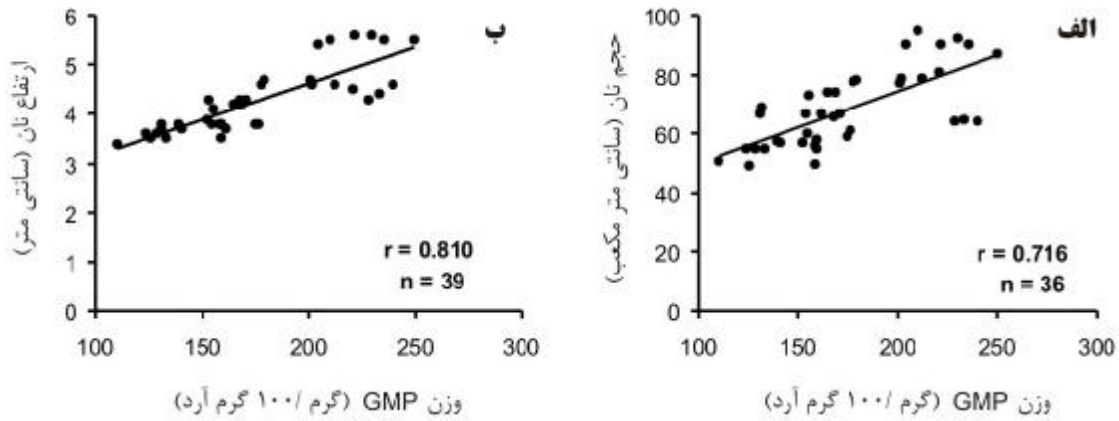 الف
حجم نان (سانتی متر مکعب)
100
80
60
40
20
0
r = 0.716
n = 36
100 150 200 250 300
وزن GMP (گرم /۱۰۰ گرم آرد)
ب
ارتفاع نان (سانتی متر)
6
5
4
3
2
1
0
r = 0.810
n = 39
100 150 200 250 300
وزن GMP (گرم /۱۰۰ گرم آرد)